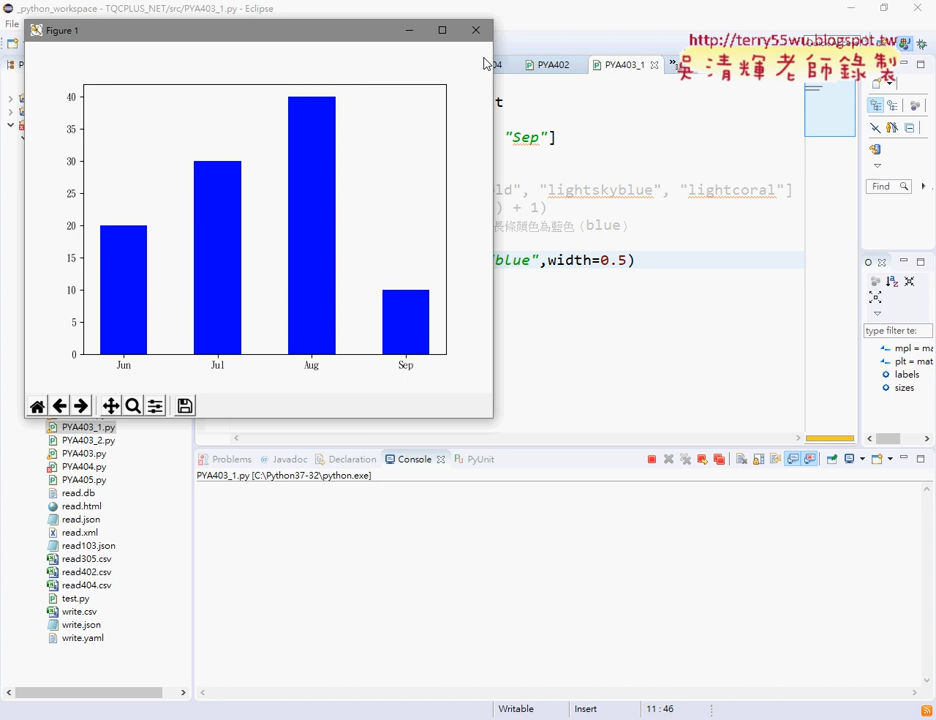 _python_workspace - TQCPLUS_NET/src/PYA403_1.py - Eclipse
File
Figure 1
http://terry55wu.blogspot.tw
吳清輝老師錄製
04
PYA402
PYA403_1
t
"Sep"]
ld", "lightskyblue", "lightcoral"]
) + 1)
長條顏色為藍色（blue）
blue",width=0.5)
40
35
30
25
20
15
10
5
0
Jun
Jul
Aug
Sep
Find
type filter te:
mpl = ma
plt = mat
labels
sizes
PYA403_1.py
PYA403_2.py
PYA403.py
PYA404.py
PYA405.py
read.db
read.html
read.json
read.xml
read103.json
read305.csv
read402.csv
read404.csv
test.py
write.csv
write.json
write.yaml
Problems
Javadoc
Declaration
Console
PyUnit
PYA403_1.py [C:\Python37-32\python.exe]
Writable
Insert
11 : 46